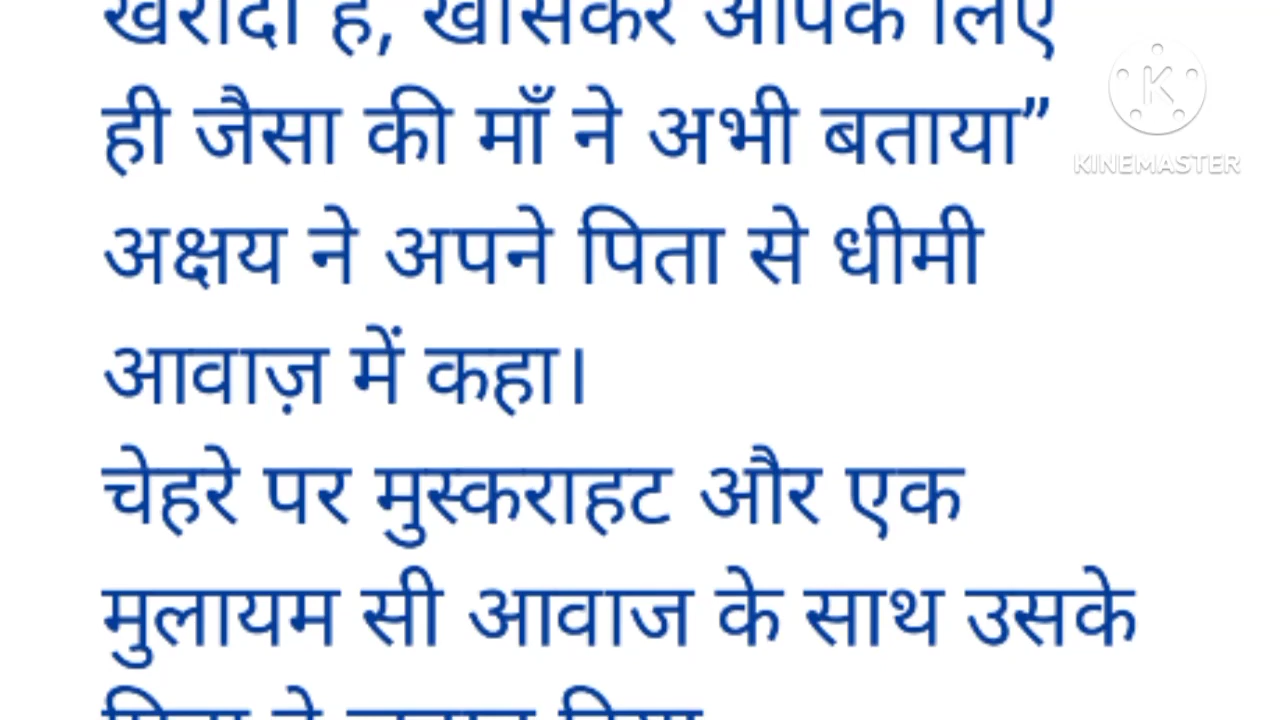 खरीदी है, खासकर आपके लिए
ही जैसा की माँ ने अभी बताया”
अक्षय ने अपने पिता से धीमी
आवाज़ में कहा।
चेहरे पर मुस्कराहट और एक
मुलायम सी आवाज के साथ उसके
पिता ने जवाब दिया
K
KINEMASTER